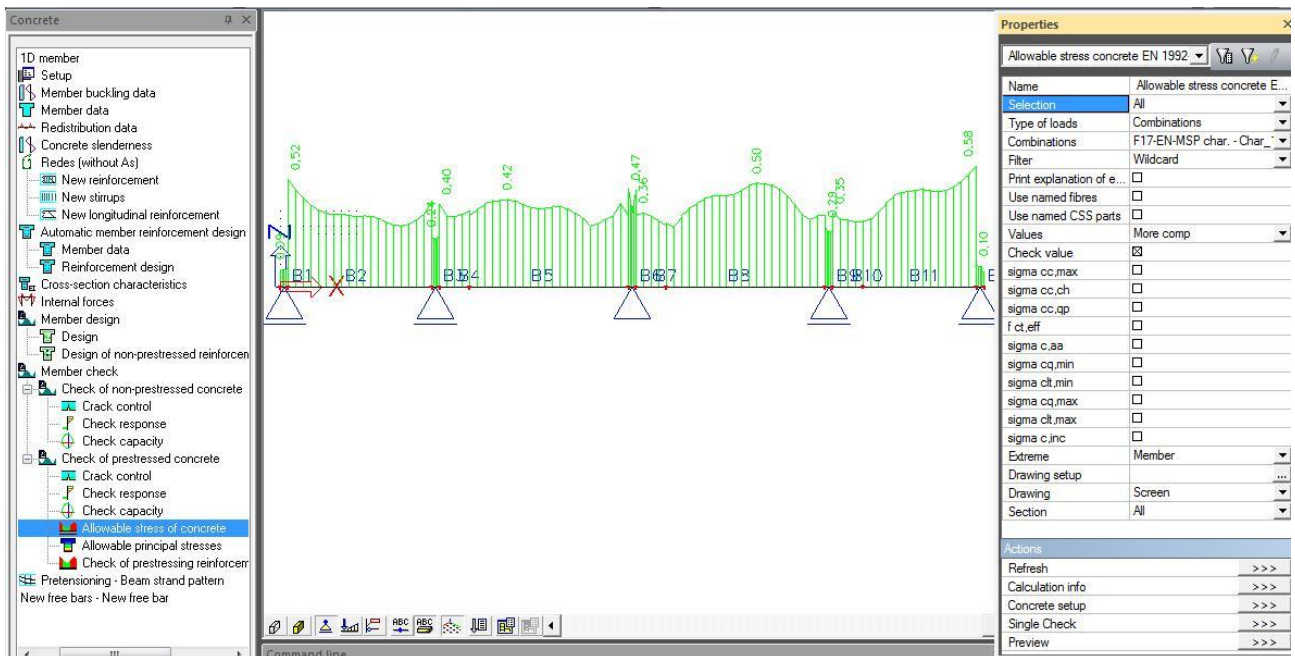 Concrete
1D member
Setup
Member buckling data
Member data
Redistribution data
Concrete slenderness
Redes (without As)
New reinforcement
New stirrups
New longitudinal reinforcement
Automatic member reinforcement design
Member data
Reinforcement design
Cross-section characteristics
Internal forces
Member design
Design
Design of non-prestressed reinforcen
Member check
Check of non-prestressed concrete
Crack control
Check response
Check capacity
Check of prestressed concrete
Crack control
Check response
Check capacity
Allowable stress of concrete
Allowable principal stresses
Check of prestressing reinforcem
Pretensioning - Beam strand pattern
New free bars - New free bar
0.52
0.40
0.42
0.47
0.36
0.50
0.35
0.58
0.10
Z
X
B1 B2 B5 B8 B10 B11
ABC ABC
Command line
Properties
Allowable stress concrete EN 1992-
Name Allowable stress concrete E...
Selection All
Type of loads Combinations
Combinations F17-EN-MSP char. - Char_
Filter Wildcard
Print explanation of e...
Use named fibres
Use named CSS parts
Values More comp
Check value
sigma cc,max
sigma cc,ch
sigma cc,qp
f ct,eff
sigma c,aa
sigma cq,min
sigma clt,min
sigma cq,max
sigma clt,max
sigma c,inc
Extreme Member
Drawing setup ...
Drawing Screen
Section All
Actions
Refresh >>>
Calculation info >>>
Concrete setup >>>
Single Check >>>
Preview >>>